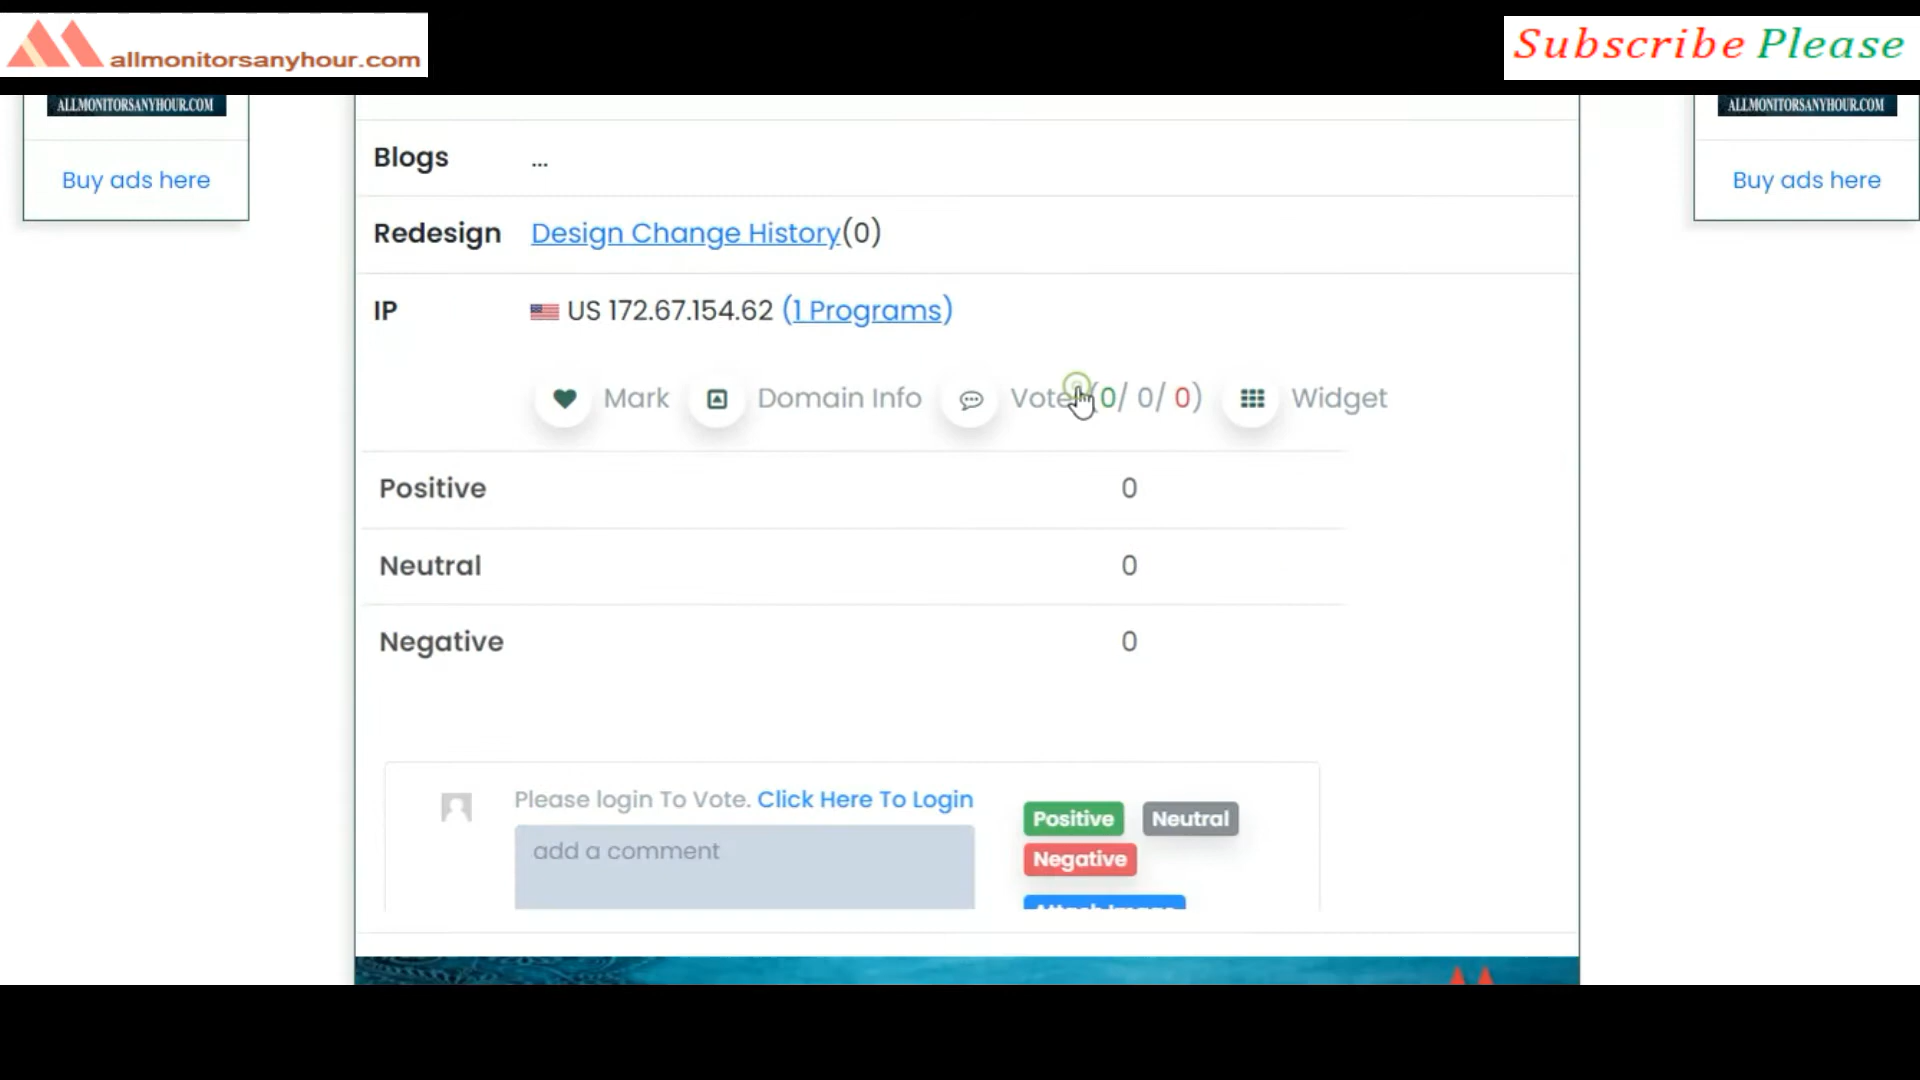 allmonitorsanyhour.com
Subscribe Please
ALLMONITORSANYHOUR.COM
ALLMONITORSANYHOUR.COM
Buy ads here
Buy ads here
Blogs ...
Redesign Design Change History(0)
IP US 172.67.154.62 (1 Programs)
Mark Domain Info Vote (0/ 0/ 0) Widget
Positive 0
Neutral 0
Negative 0
Please login To Vote. Click Here To Login
add a comment
Positive Neutral
Negative
Attach Image